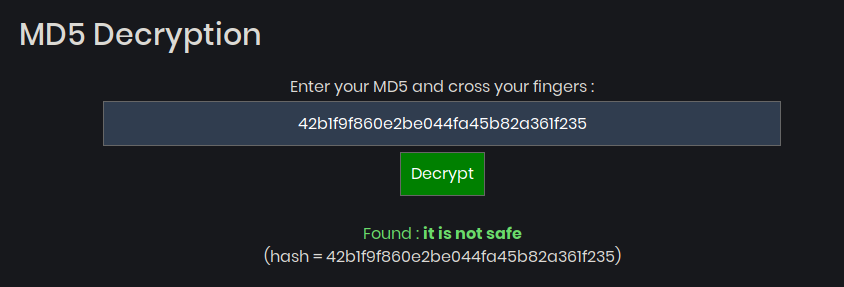 MD5 Decryption
Enter your MD5 and cross your fingers :
42b1f9f860e2be044fa45b82a361f235
Decrypt
Found : it is not safe
(hash = 42b1f9f860e2be044fa45b82a361f235)